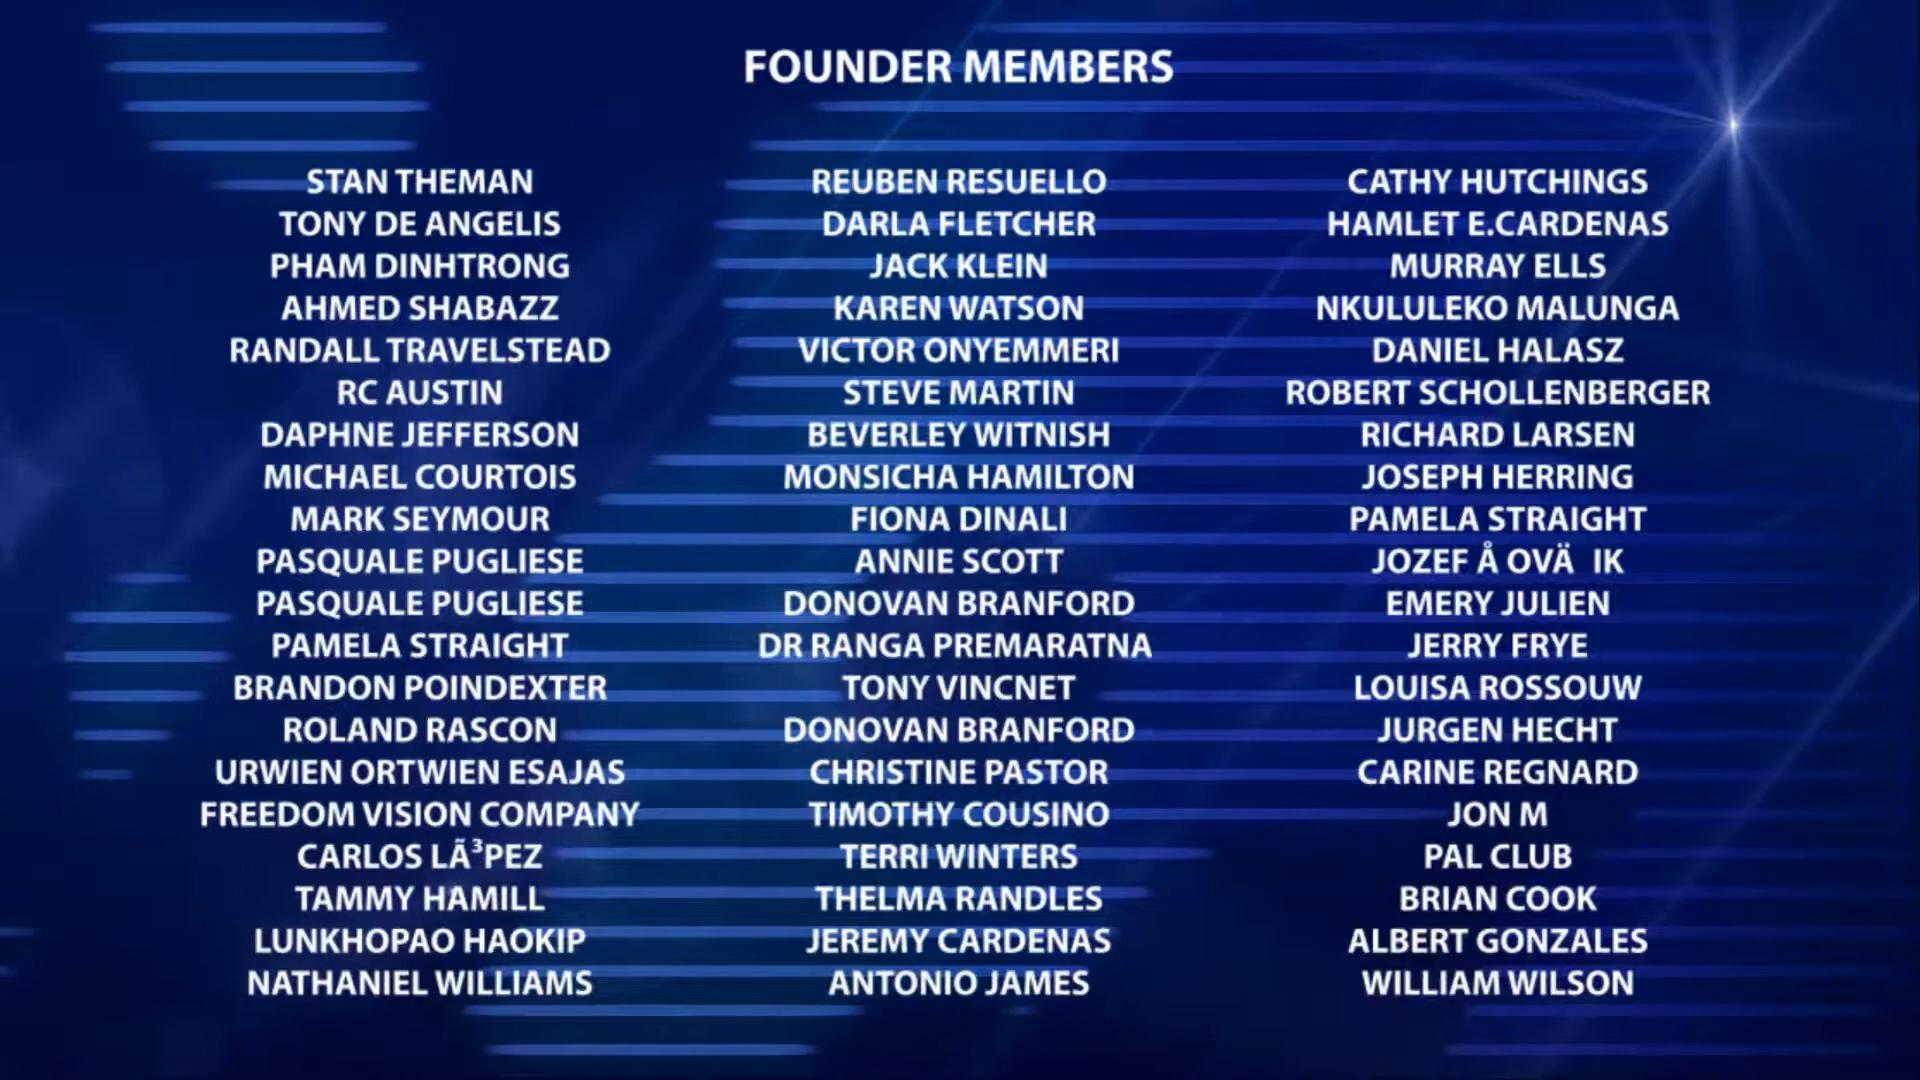 FOUNDER MEMBERS
STAN THEMAN
TONY DE ANGELIS
PHAM DINHTRONG
AHMED SHABAZZ
RANDALL TRAVELSTEAD
RC AUSTIN
DAPHNE JEFFERSON
MICHAEL COURTOIS
MARK SEYMOUR
PASQUALE PUGLIESE
PASQUALE PUGLIESE
PAMELA STRAIGHT
BRANDON POINDEXTER
ROLAND RASCON
URWIEN ORTWIEN ESAJAS
FREEDOM VISION COMPANY
CARLOS LÃ³PEZ
TAMMY HAMILL
LUNKHOPAO HAOKIP
NATHANIEL WILLIAMS
REUBEN RESUELLO
DARLA FLETCHER
JACK KLEIN
KAREN WATSON
VICTOR ONYEMMERI
STEVE MARTIN
BEVERLEY WITNISH
MONSICHA HAMILTON
FIONA DINALI
ANNIE SCOTT
DONOVAN BRANFORD
DR RANGA PREMARATNA
TONY VINCNET
DONOVAN BRANFORD
CHRISTINE PASTOR
TIMOTHY COUSINO
TERRI WINTERS
THELMA RANDLES
JEREMY CARDENAS
ANTONIO JAMES
CATHY HUTCHINGS
HAMLET E.CARDENAS
MURRAY ELLS
NKULULEKO MALUNGA
DANIEL HALASZ
ROBERT SCHOLLENBERGER
RICHARD LARSEN
JOSEPH HERRING
PAMELA STRAIGHT
JOZEF Å OVÄ  IK
EMERY JULIEN
JERRY FRYE
LOUISA ROSSOUW
JURGEN HECHT
CARINE REGNARD
JON M
PAL CLUB
BRIAN COOK
ALBERT GONZALES
WILLIAM WILSON